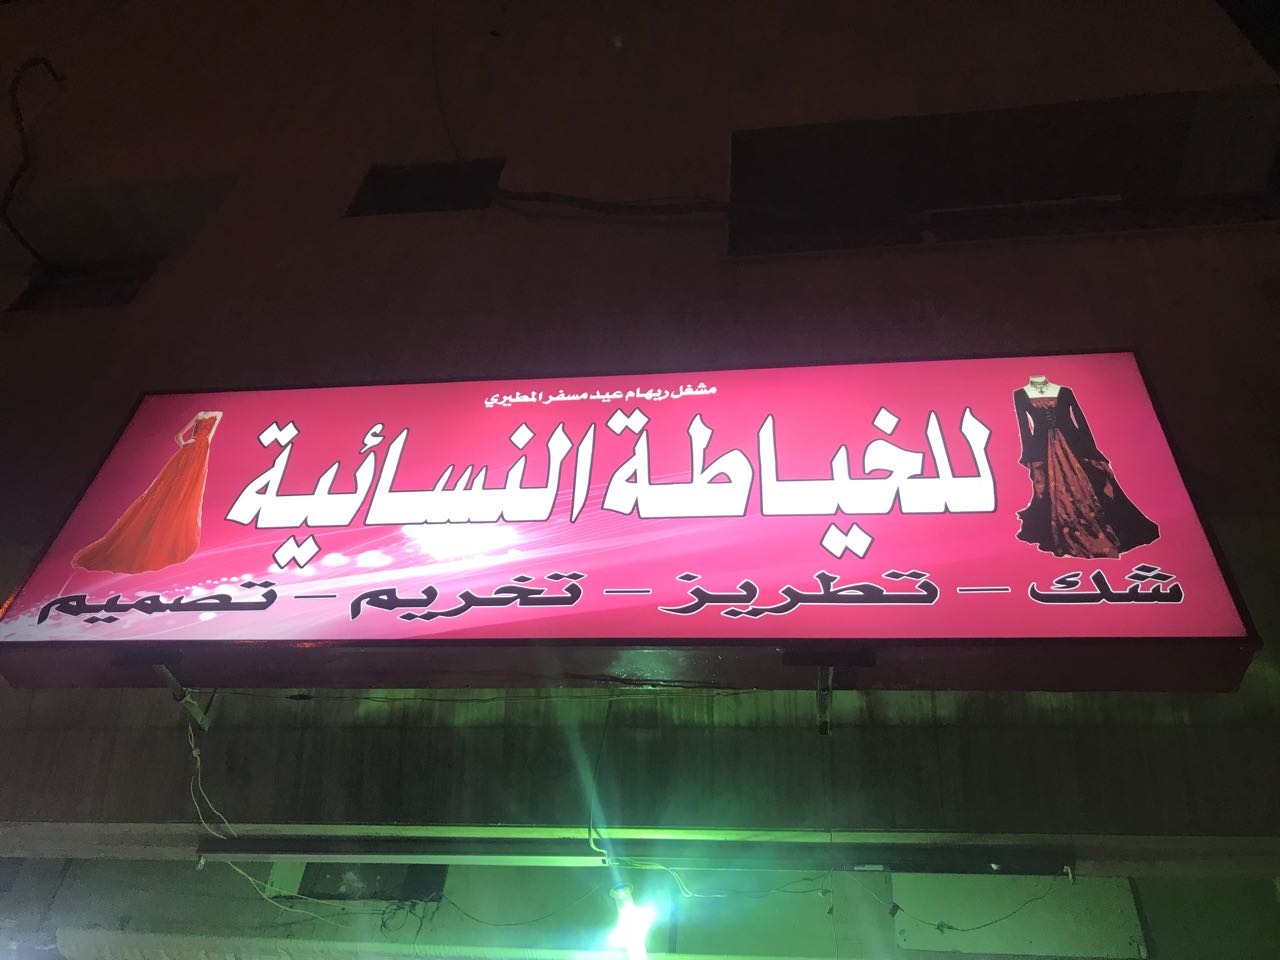 مشغل ريهام عيد مسفر المطيري
للخياطة النسائية
شك - تطريز - تخريم - تصميم